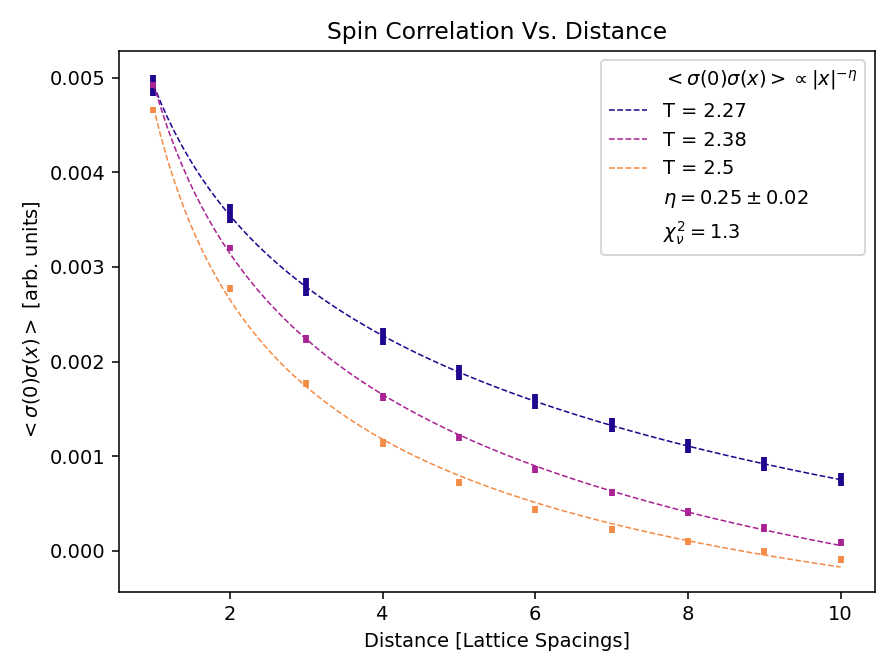 Spin Correlation Vs. Distance
< σ(0)σ(x) > ∝ |x|^{−η}
T = 2.27
T = 2.38
T = 2.5
η = 0.25 ± 0.02
χ²ᵥ = 1.3
< σ(0)σ(x) > [arb. units]
0.005
0.004
0.003
0.002
0.001
0.000
2 4 6 8 10
Distance [Lattice Spacings]